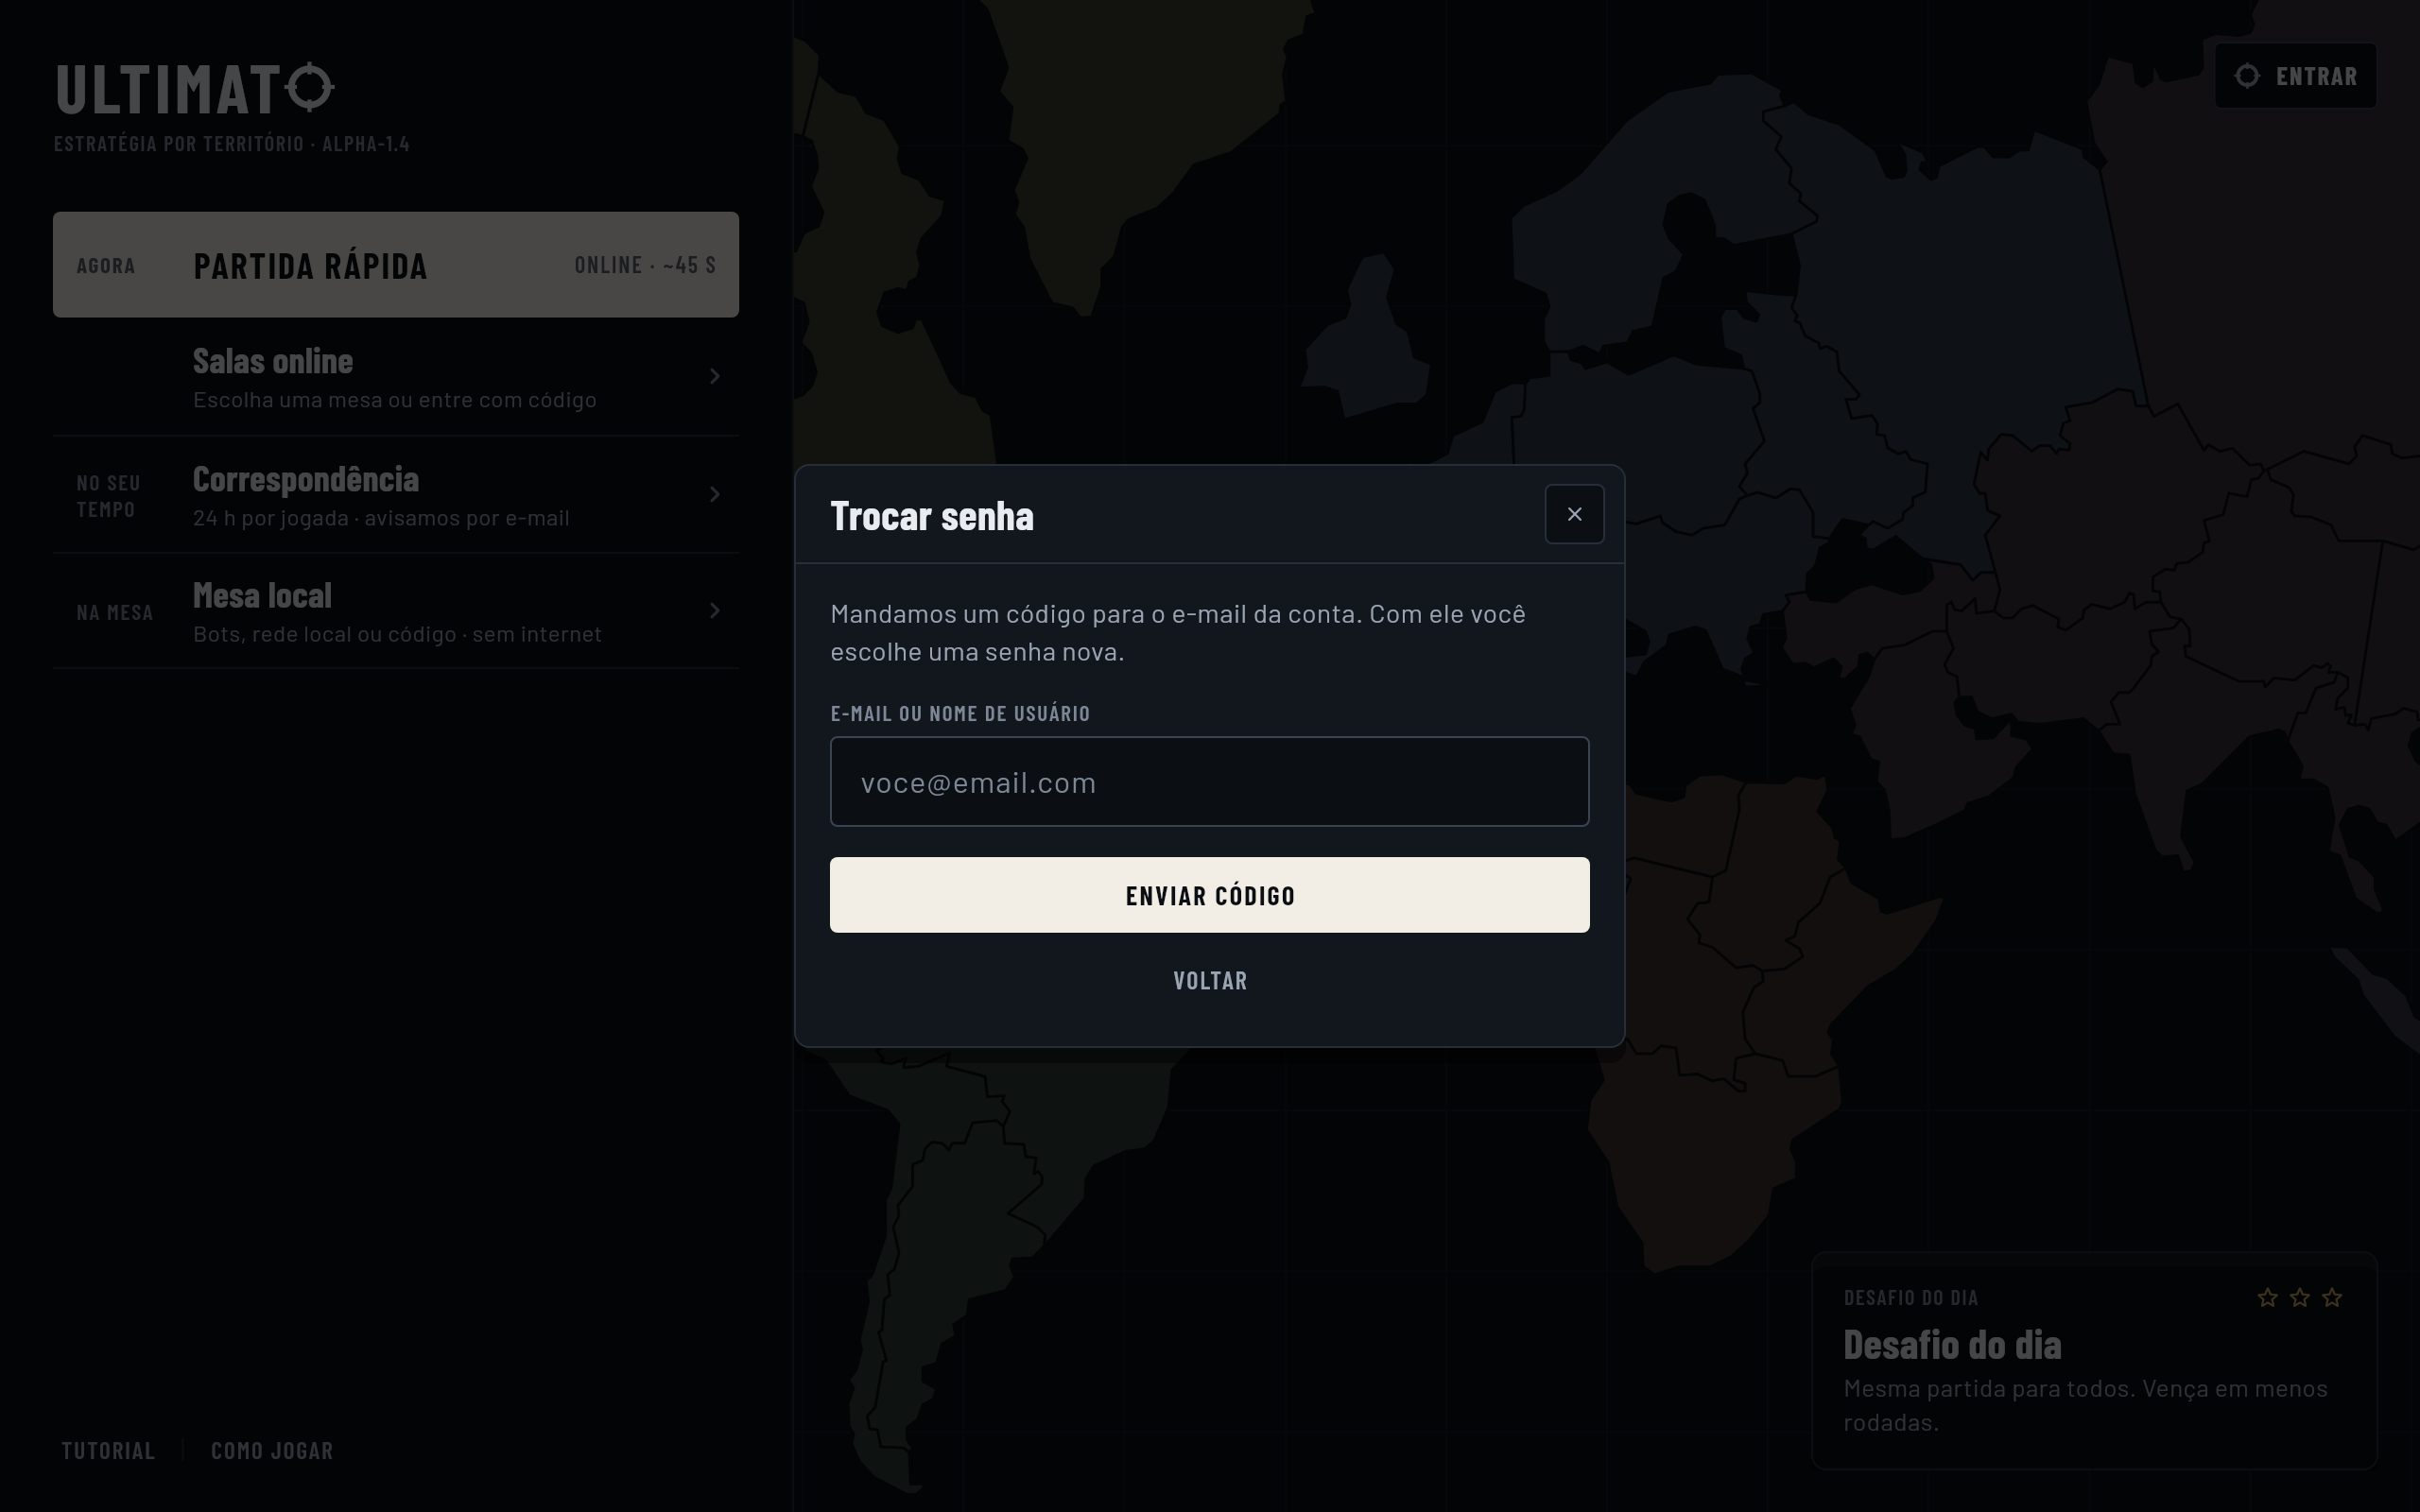 ULTIMATO
ESTRATÉGIA POR TERRITÓRIO · ALPHA-1.4
ENTRAR
AGORA
PARTIDA RÁPIDA
ONLINE · ~45 S
Salas online
Escolha uma mesa ou entre com código
NO SEU
TEMPO
Correspondência
24 h por jogada · avisamos por e-mail
NA MESA
Mesa local
Bots, rede local ou código · sem internet
Trocar senha
Mandamos um código para o e-mail da conta. Com ele você
escolhe uma senha nova.
E-MAIL OU NOME DE USUÁRIO
voce@email.com
ENVIAR CÓDIGO
VOLTAR
DESAFIO DO DIA
Desafio do dia
Mesma partida para todos. Vença em menos
rodadas.
TUTORIAL
COMO JOGAR